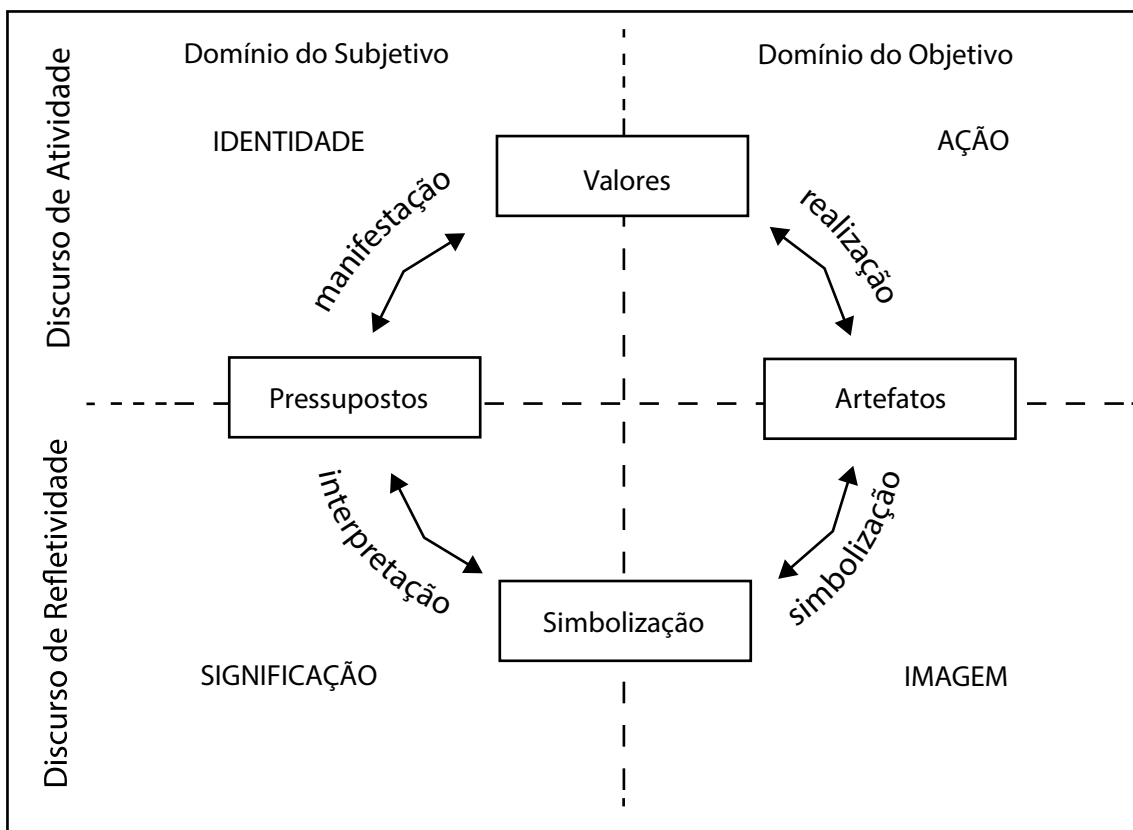 Domínio do Subjetivo
Domínio do Objetivo
Discurso de Atividade
IDENTIDADE
AÇÃO
Valores
manifestação
realização
Pressupostos
Artefatos
Discurso de Refletividade
interpretação
simbolização
Simbolização
SIGNIFICAÇÃO
IMAGEM